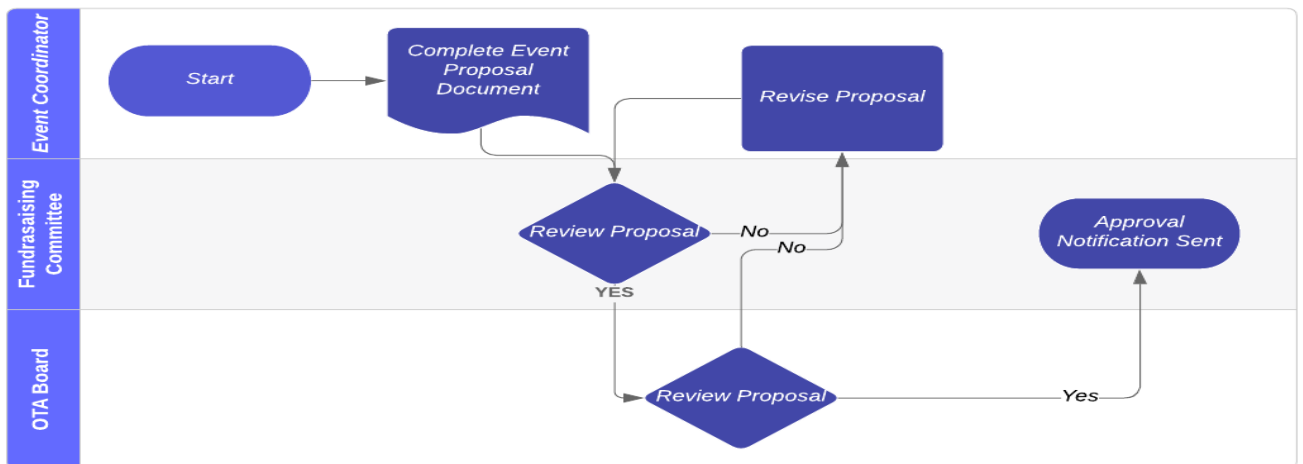 Event Coordinator
Start
Complete Event
Proposal
Document
Revise Proposal
Fundrasaising
Committee
Review Proposal
No
No
YES
Approval
Notification Sent
OTA Board
Review Proposal
Yes